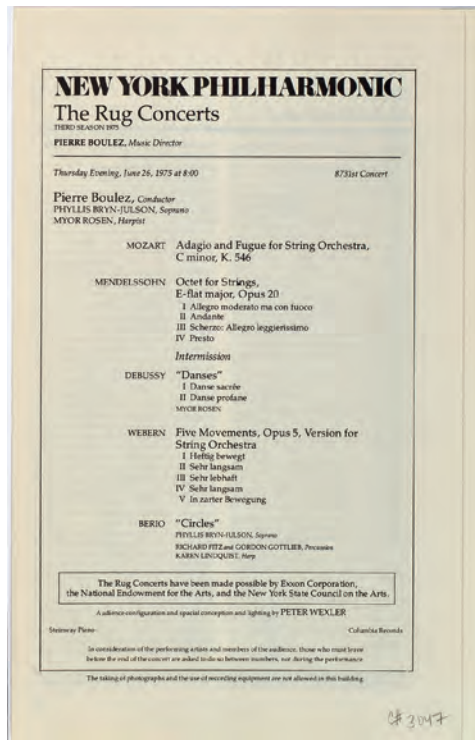 NEW YORK PHILHARMONIC
The Rug Concerts
THIRD SEASON 1975
PIERRE BOULEZ, Music Director
Thursday Evening, June 26, 1975 at 8:00 8731st Concert
Pierre Boulez, Conductor
PHYLLIS BRYN-JULSON, Soprano
MYOR ROSEN, Harpist
MOZART Adagio and Fugue for String Orchestra,
C minor, K. 546
MENDELSSOHN Octet for Strings,
E-flat major, Opus 20
I Allegro moderato ma con fuoco
II Andante
III Scherzo: Allegro leggierissimo
IV Presto
Intermission
DEBUSSY "Danses"
I Danse sacrée
II Danse profane
MYOR ROSEN
WEBERN Five Movements, Opus 5, Version for
String Orchestra
I Heftig bewegt
II Sehr langsam
III Sehr lebhaft
IV Sehr langsam
V In zarter Bewegung
BERIO "Circles"
PHYLLIS BRYN-JULSON, Soprano
RICHARD FITZ and GORDON GOTTLIEB, Percussion
KAREN LINDQUIST, Harp
The Rug Concerts have been made possible by Exxon Corporation,
the National Endowment for the Arts, and the New York State Council on the Arts.
Audience configuration and spacial conception and lighting by PETER WEXLER
Steinway Piano Columbia Records
In consideration of the performing artists and members of the audience, those who must leave
before the end of the concert are asked to do so between numbers, not during the performance
The taking of photographs and the use of recording equipment are not allowed in this building
C# 3047